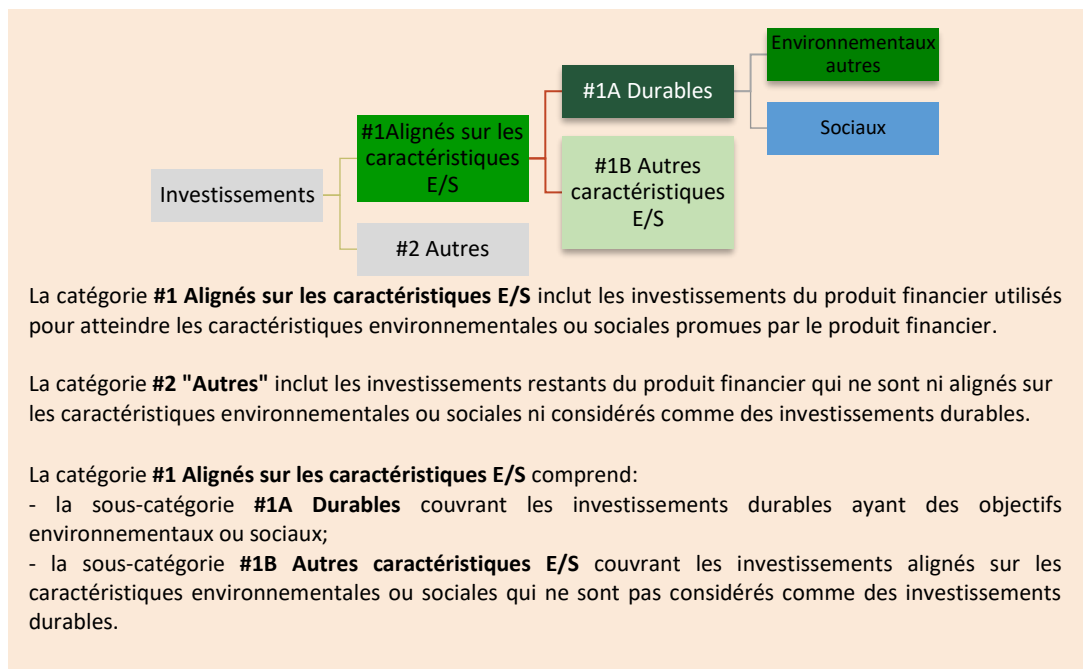 Environnementaux
autres
#1A Durables
Sociaux
#1Alignés sur les
caractéristiques
E/S
#1B Autres
caractéristiques
E/S
Investissements
#2 Autres
La catégorie #1 Alignés sur les caractéristiques E/S inclut les investissements du produit financier utilisés
pour atteindre les caractéristiques environnementales ou sociales promues par le produit financier.
La catégorie #2 "Autres" inclut les investissements restants du produit financier qui ne sont ni alignés sur
les caractéristiques environnementales ou sociales ni considérés comme des investissements durables.
La catégorie #1 Alignés sur les caractéristiques E/S comprend:
- la sous-catégorie #1A Durables couvrant les investissements durables ayant des objectifs
environnementaux ou sociaux;
- la sous-catégorie #1B Autres caractéristiques E/S couvrant les investissements alignés sur les
caractéristiques environnementales ou sociales qui ne sont pas considérés comme des investissements
durables.